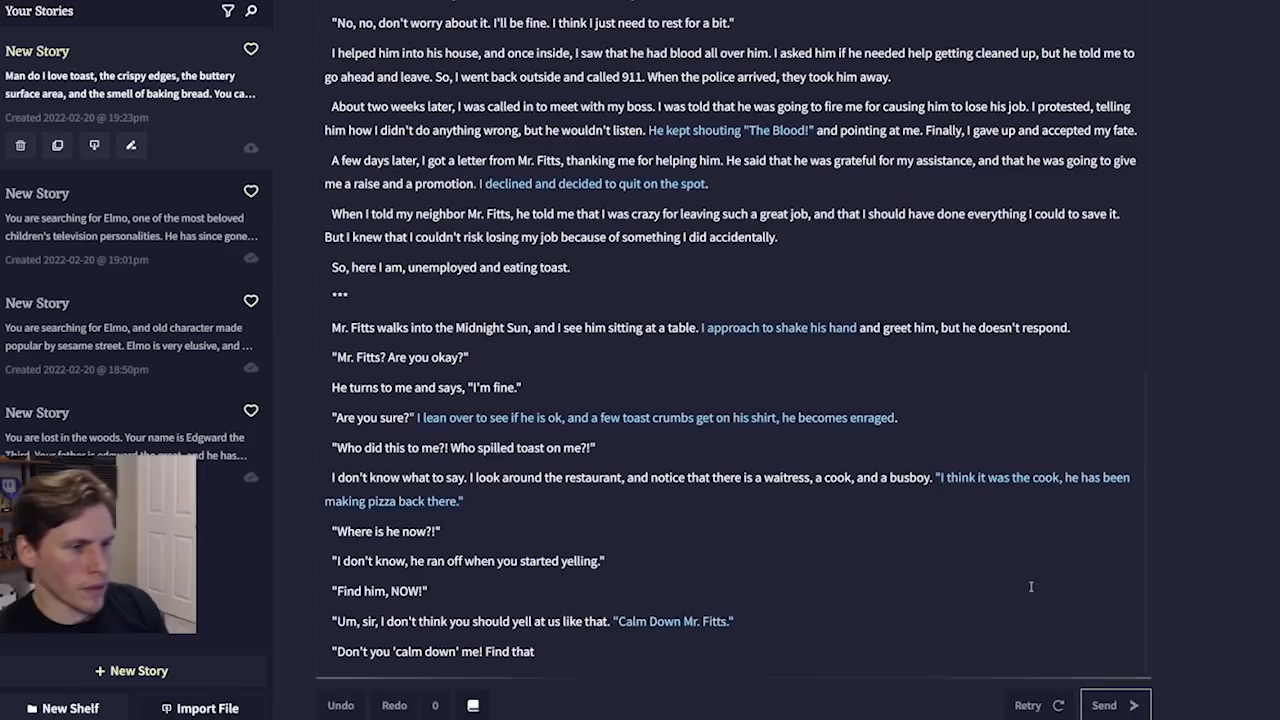 Your Stories
New Story
Man do I love toast, the crispy edges, the buttery
surface area, and the smell of baking bread. You ca...
Created 2022-02-20 @ 19:23pm
New Story
You are searching for Elmo, one of the most beloved
children's television personalities. He has since gone...
Created 2022-02-20 @ 19:01pm
New Story
You are searching for Elmo, and old character made
popular by sesame street. Elmo is very elusive, and ...
Created 2022-02-20 @ 18:50pm
New Story
You are lost in the woods. Your name is Edgward the
Third. Your father is edgward the great, and he has...
+ New Story
New Shelf
Import File
"No, no, don't worry about it. I'll be fine. I think I just need to rest for a bit."
I helped him into his house, and once inside, I saw that he had blood all over him. I asked him if he needed help getting cleaned up, but he told me to
go ahead and leave. So, I went back outside and called 911. When the police arrived, they took him away.
About two weeks later, I was called in to meet with my boss. I was told that he was going to fire me for causing him to lose his job. I protested, telling
him how I didn't do anything wrong, but he wouldn't listen. He kept shouting "The Blood!" and pointing at me. Finally, I gave up and accepted my fate.
A few days later, I got a letter from Mr. Fitts, thanking me for helping him. He said that he was grateful for my assistance, and that he was going to give
me a raise and a promotion. I declined and decided to quit on the spot.
When I told my neighbor Mr. Fitts, he told me that I was crazy for leaving such a great job, and that I should have done everything I could to save it.
But I knew that I couldn't risk losing my job because of something I did accidentally.
So, here I am, unemployed and eating toast.
***
Mr. Fitts walks into the Midnight Sun, and I see him sitting at a table. I approach to shake his hand and greet him, but he doesn't respond.
"Mr. Fitts? Are you okay?"
He turns to me and says, "I'm fine."
"Are you sure?" I lean over to see if he is ok, and a few toast crumbs get on his shirt, he becomes enraged.
"Who did this to me?! Who spilled toast on me?!"
I don't know what to say. I look around the restaurant, and notice that there is a waitress, a cook, and a busboy. "I think it was the cook, he has been
making pizza back there."
"Where is he now?!"
"I don't know, he ran off when you started yelling."
"Find him, NOW!"
"Um, sir, I don't think you should yell at us like that. "Calm Down Mr. Fitts."
"Don't you 'calm down' me! Find that
Undo
Redo
0
Retry
Send